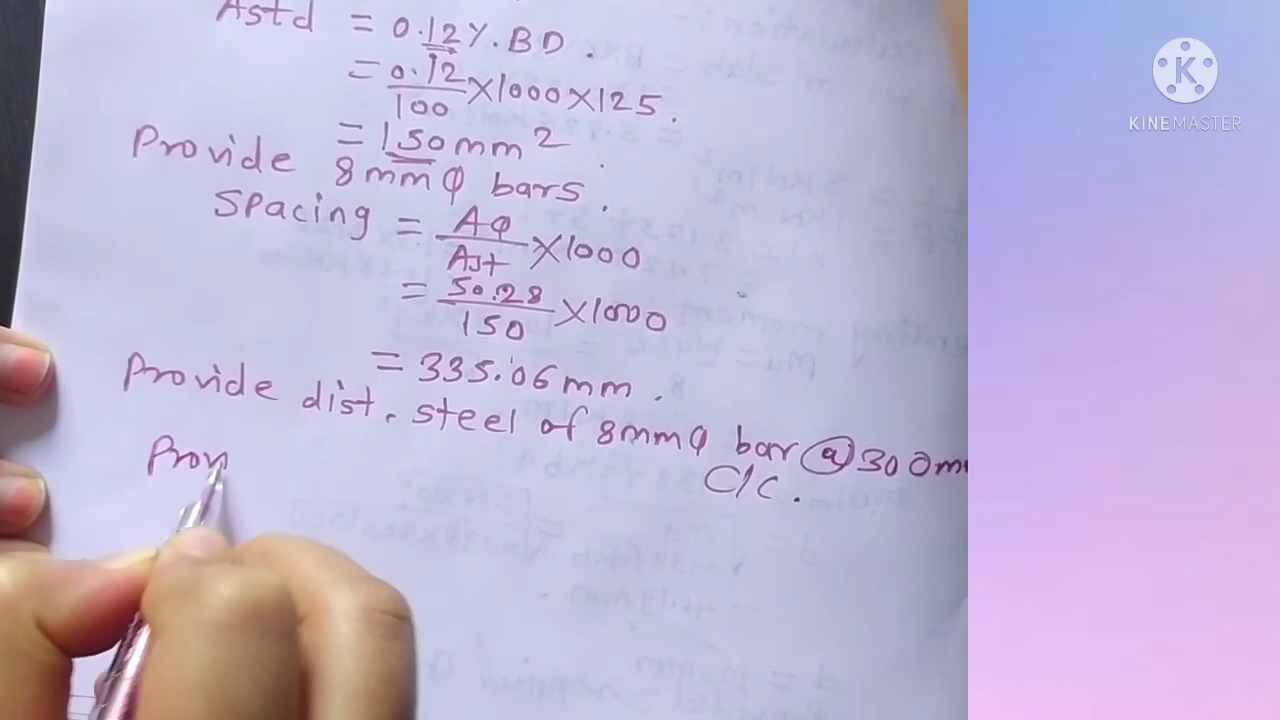 Astd = 0.12%.BD.
= 0.12/100 X1000X125.
= 150mm2
Provide 8mmφ bars.
Spacing = Aφ/Ast X1000
= 50.28/150 X1000
= 335.06mm.
Provide dist. steel of 8mmφ bar @300mm
C/C.
Prov
K
KINEMASTER